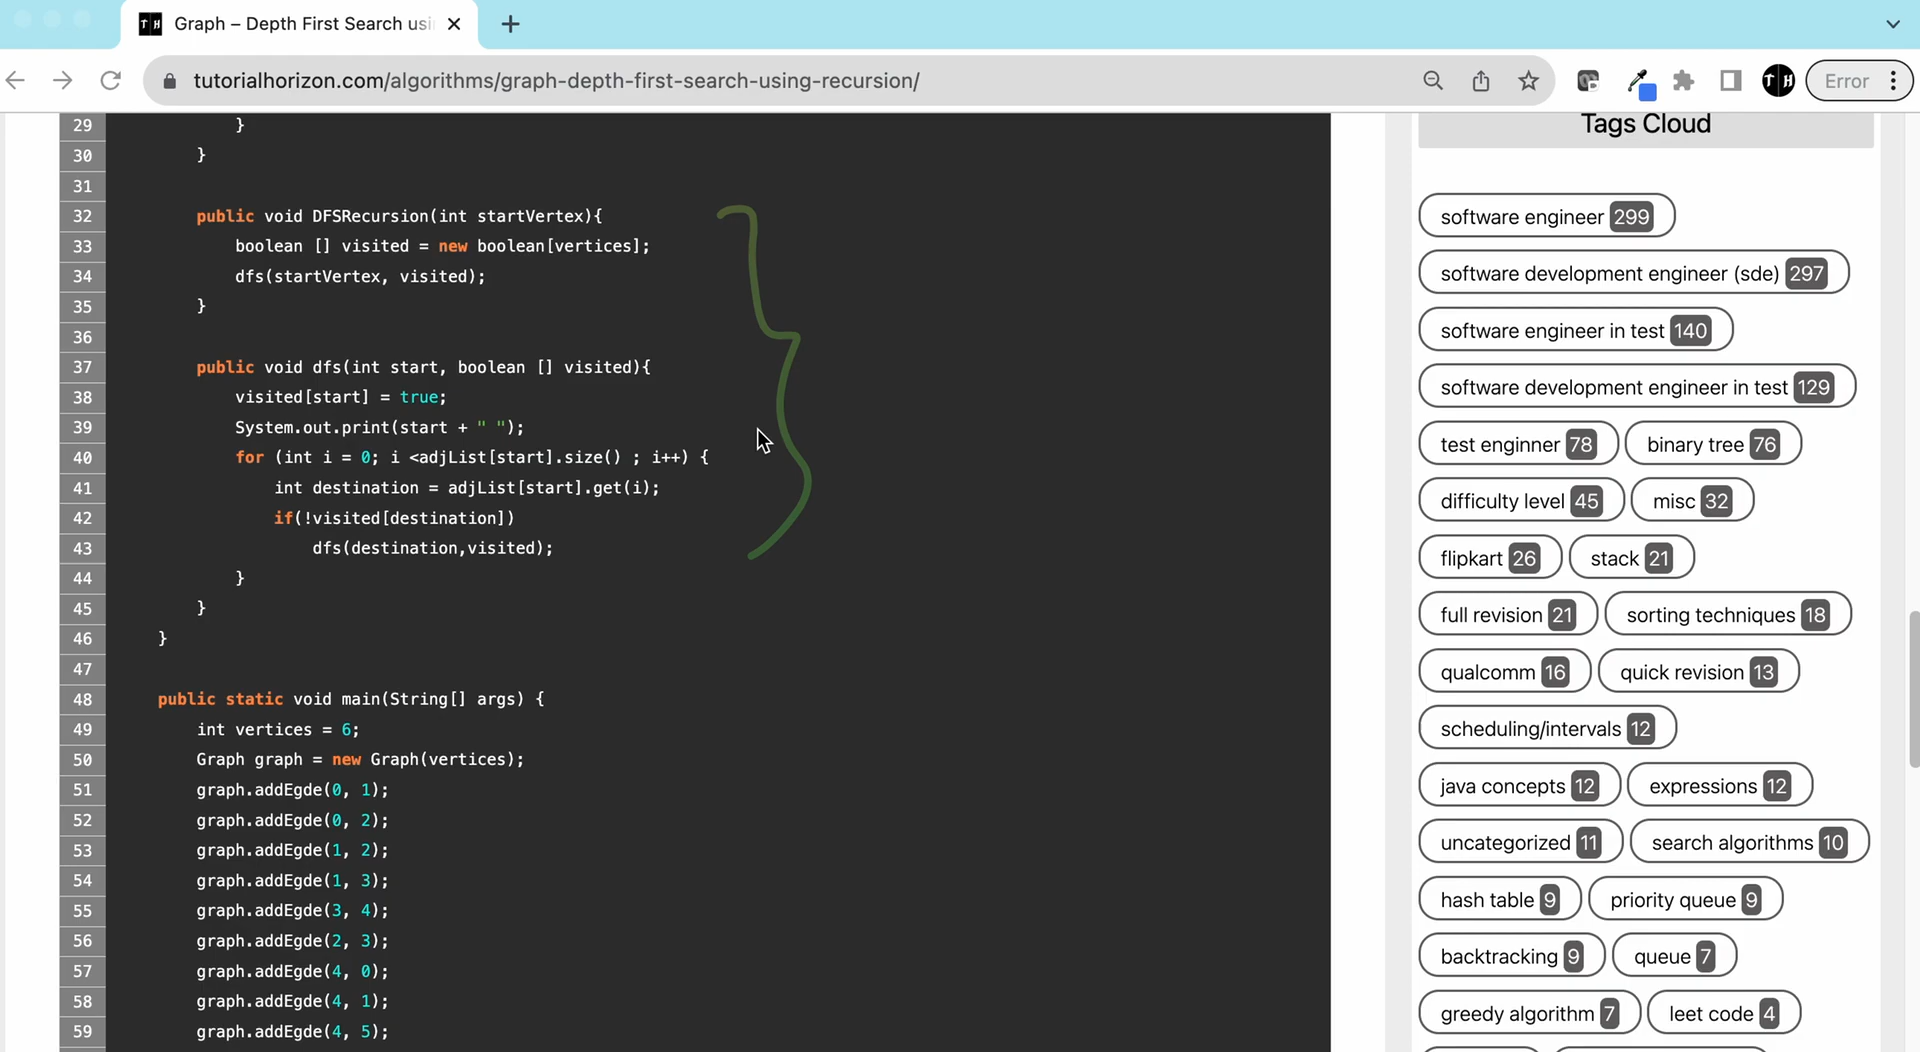 Graph – Depth First Search usi
tutorialhorizon.com/algorithms/graph-depth-first-search-using-recursion/
T H
Error
29 }
30 }
31
32 public void DFSRecursion(int startVertex){
33 boolean [] visited = new boolean[vertices];
34 dfs(startVertex, visited);
35 }
36
37 public void dfs(int start, boolean [] visited){
38 visited[start] = true;
39 System.out.print(start + " ");
40 for (int i = 0; i <adjList[start].size() ; i++) {
41 int destination = adjList[start].get(i);
42 if(!visited[destination])
43 dfs(destination,visited);
44 }
45 }
46 }
47
48 public static void main(String[] args) {
49 int vertices = 6;
50 Graph graph = new Graph(vertices);
51 graph.addEgde(0, 1);
52 graph.addEgde(0, 2);
53 graph.addEgde(1, 2);
54 graph.addEgde(1, 3);
55 graph.addEgde(3, 4);
56 graph.addEgde(2, 3);
57 graph.addEgde(4, 0);
58 graph.addEgde(4, 1);
59 graph.addEgde(4, 5);
Tags Cloud
software engineer 299
software development engineer (sde) 297
software engineer in test 140
software development engineer in test 129
test enginner 78 binary tree 76
difficulty level 45 misc 32
flipkart 26 stack 21
full revision 21 sorting techniques 18
qualcomm 16 quick revision 13
scheduling/intervals 12
java concepts 12 expressions 12
uncategorized 11 search algorithms 10
hash table 9 priority queue 9
backtracking 9 queue 7
greedy algorithm 7 leet code 4